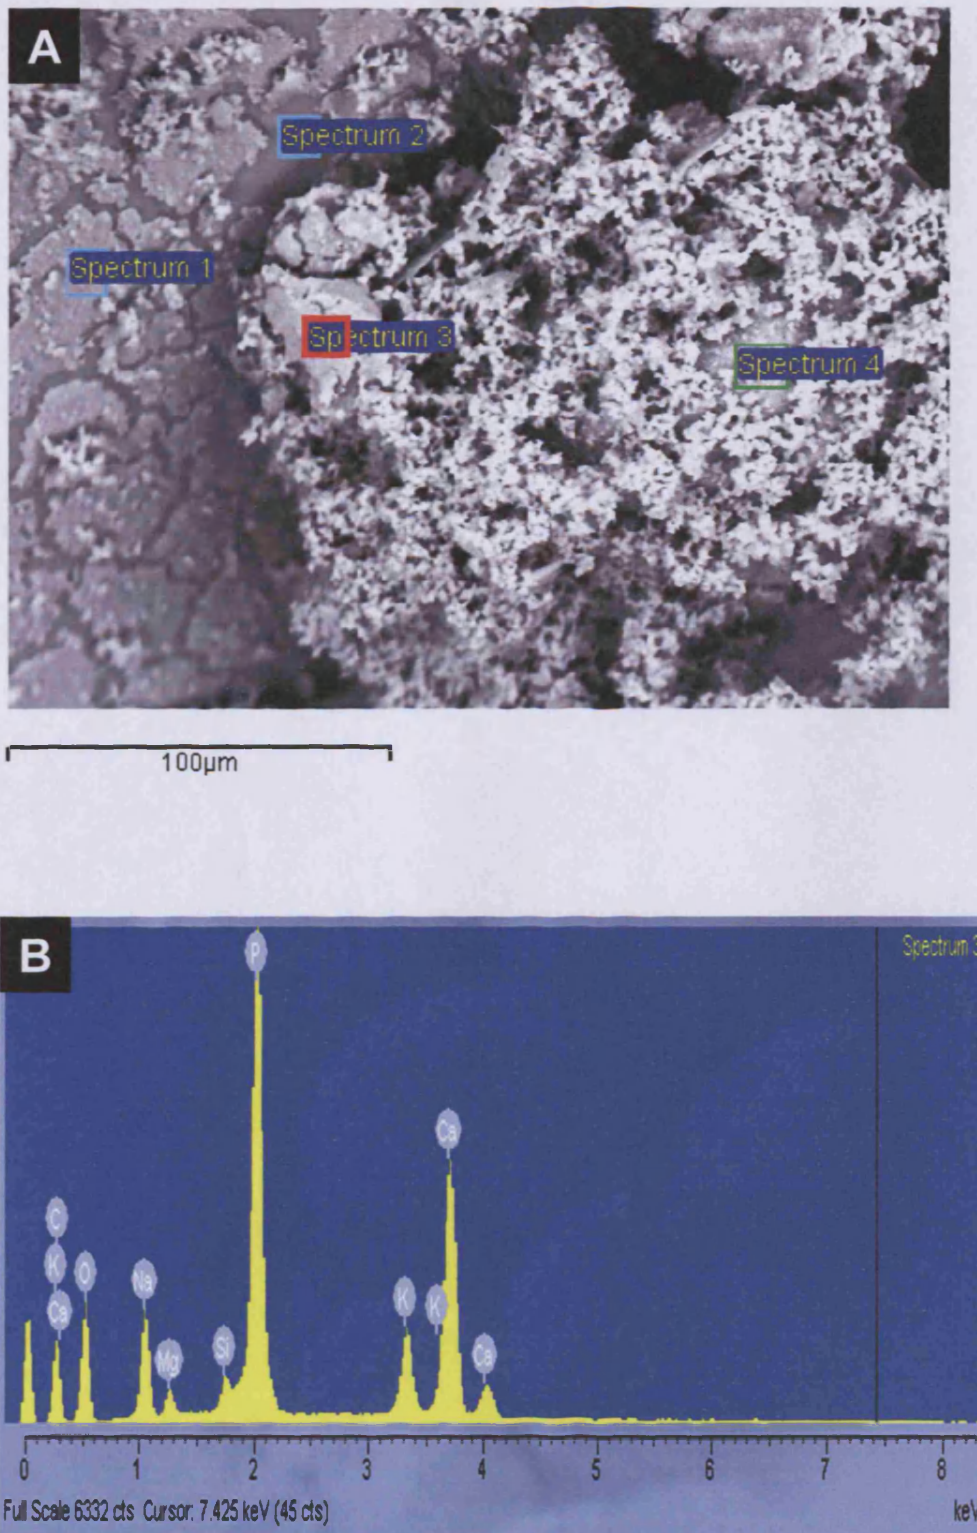 A
Spectrum 2
Spectrum 1
Spectrum 3
Spectrum 4
100µm
B
Spectrum 3
P
Ca
C
K
O
Na
Ca
K
K
Si
Mg
Ca
0 1 2 3 4 5 6 7 8
Full Scale 6332 cts Cursor: 7.425 keV (45 cts)
keV